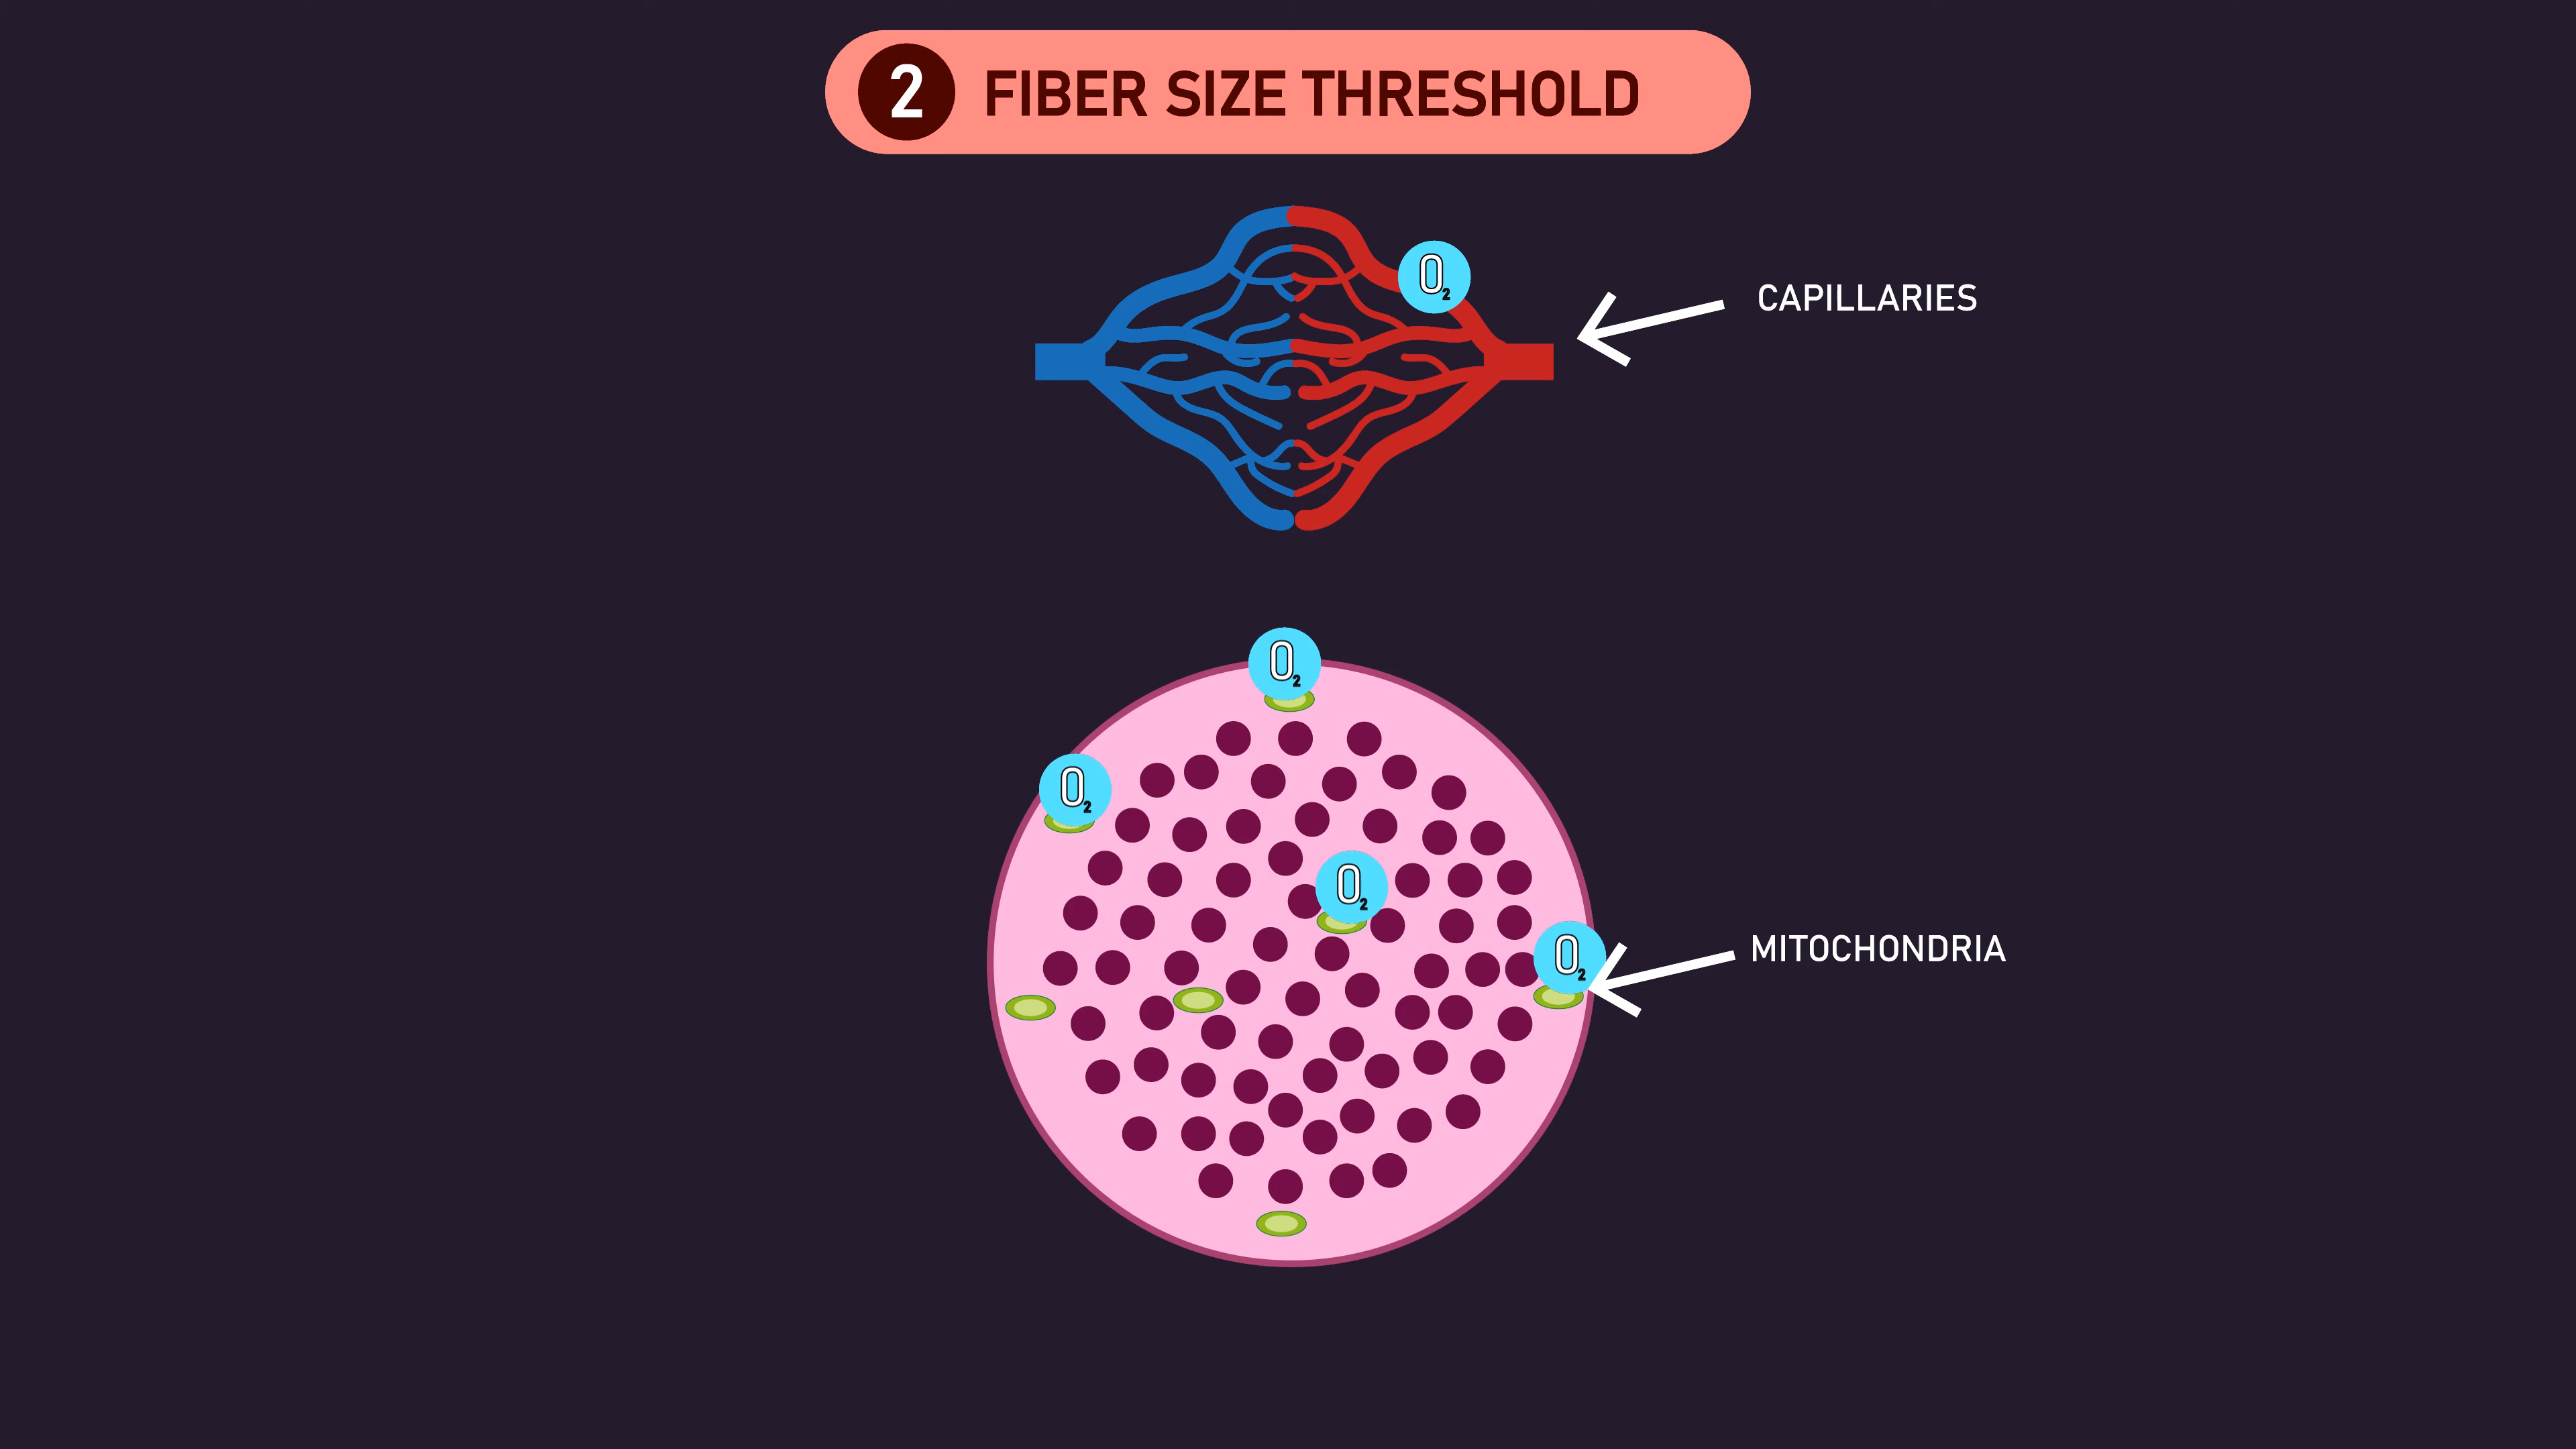 2 FIBER SIZE THRESHOLD
O₂
CAPILLARIES
O₂
O₂
O₂
O₂
MITOCHONDRIA